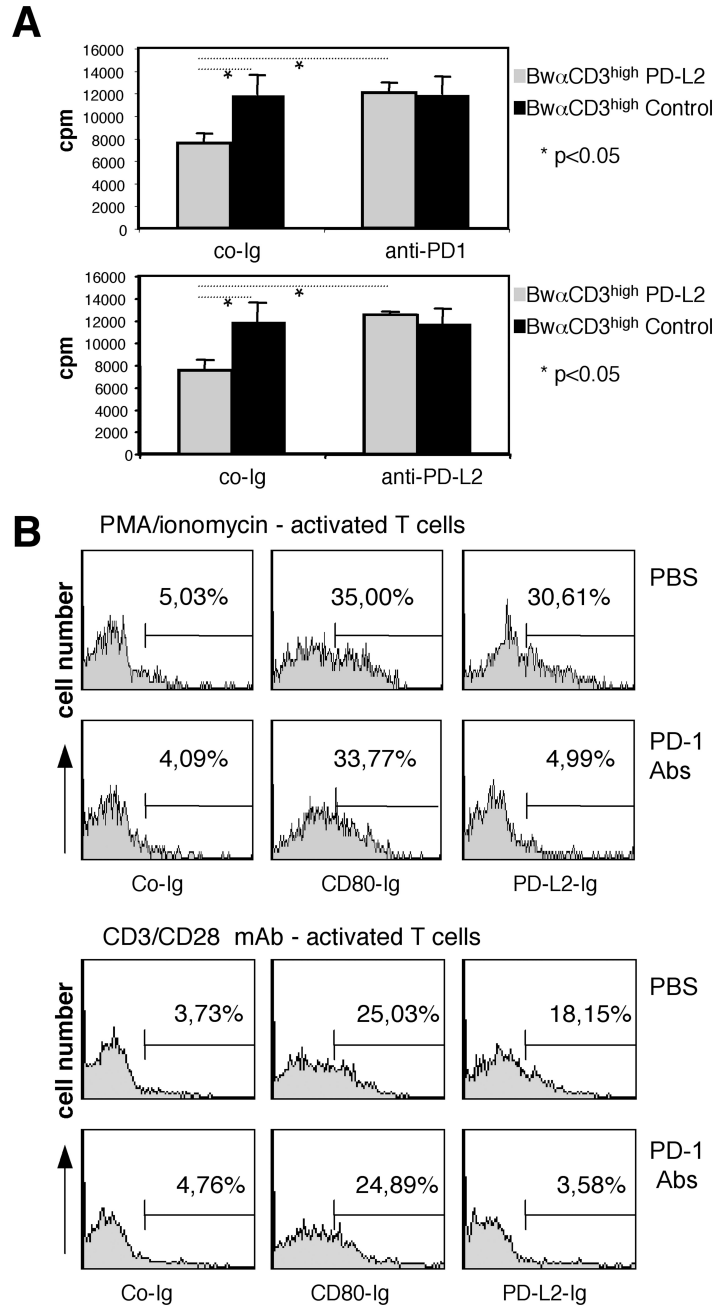 A
16000
14000
12000
10000
8000
6000
4000
2000
0
cpm
*
*
co-Ig
anti-PD1
BwαCD3high PD-L2
BwαCD3high Control
* p<0.05
16000
14000
12000
10000
8000
6000
4000
2000
0
cpm
*
*
co-Ig
anti-PD-L2
BwαCD3high PD-L2
BwαCD3high Control
* p<0.05
B
PMA/ionomycin - activated T cells
cell number
5,03%
35,00%
30,61%
PBS
4,09%
33,77%
4,99%
PD-1
Abs
Co-Ig
CD80-Ig
PD-L2-Ig
CD3/CD28 mAb - activated T cells
cell number
3,73%
25,03%
18,15%
PBS
4,76%
24,89%
3,58%
PD-1
Abs
Co-Ig
CD80-Ig
PD-L2-Ig